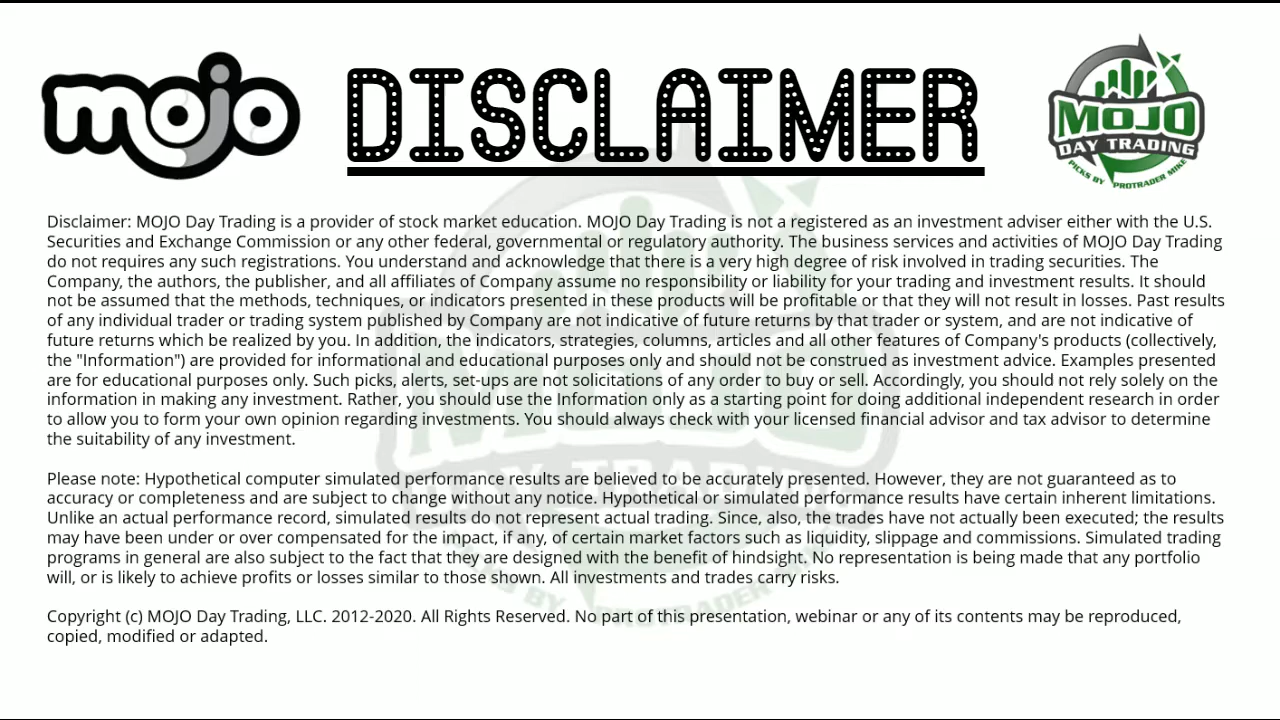 mojo
DISCLAIMER
MOJO
DAY TRADING
PICKS BY PROTRADER MIKE
Disclaimer: MOJO Day Trading is a provider of stock market education. MOJO Day Trading is not a registered as an investment adviser either with the U.S.
Securities and Exchange Commission or any other federal, governmental or regulatory authority. The business services and activities of MOJO Day Trading
do not requires any such registrations. You understand and acknowledge that there is a very high degree of risk involved in trading securities. The
Company, the authors, the publisher, and all affiliates of Company assume no responsibility or liability for your trading and investment results. It should
not be assumed that the methods, techniques, or indicators presented in these products will be profitable or that they will not result in losses. Past results
of any individual trader or trading system published by Company are not indicative of future returns by that trader or system, and are not indicative of
future returns which be realized by you. In addition, the indicators, strategies, columns, articles and all other features of Company's products (collectively,
the "Information") are provided for informational and educational purposes only and should not be construed as investment advice. Examples presented
are for educational purposes only. Such picks, alerts, set-ups are not solicitations of any order to buy or sell. Accordingly, you should not rely solely on the
information in making any investment. Rather, you should use the Information only as a starting point for doing additional independent research in order
to allow you to form your own opinion regarding investments. You should always check with your licensed financial advisor and tax advisor to determine
the suitability of any investment.
Please note: Hypothetical computer simulated performance results are believed to be accurately presented. However, they are not guaranteed as to
accuracy or completeness and are subject to change without any notice. Hypothetical or simulated performance results have certain inherent limitations.
Unlike an actual performance record, simulated results do not represent actual trading. Since, also, the trades have not actually been executed; the results
may have been under or over compensated for the impact, if any, of certain market factors such as liquidity, slippage and commissions. Simulated trading
programs in general are also subject to the fact that they are designed with the benefit of hindsight. No representation is being made that any portfolio
will, or is likely to achieve profits or losses similar to those shown. All investments and trades carry risks.
Copyright (c) MOJO Day Trading, LLC. 2012-2020. All Rights Reserved. No part of this presentation, webinar or any of its contents may be reproduced,
copied, modified or adapted.